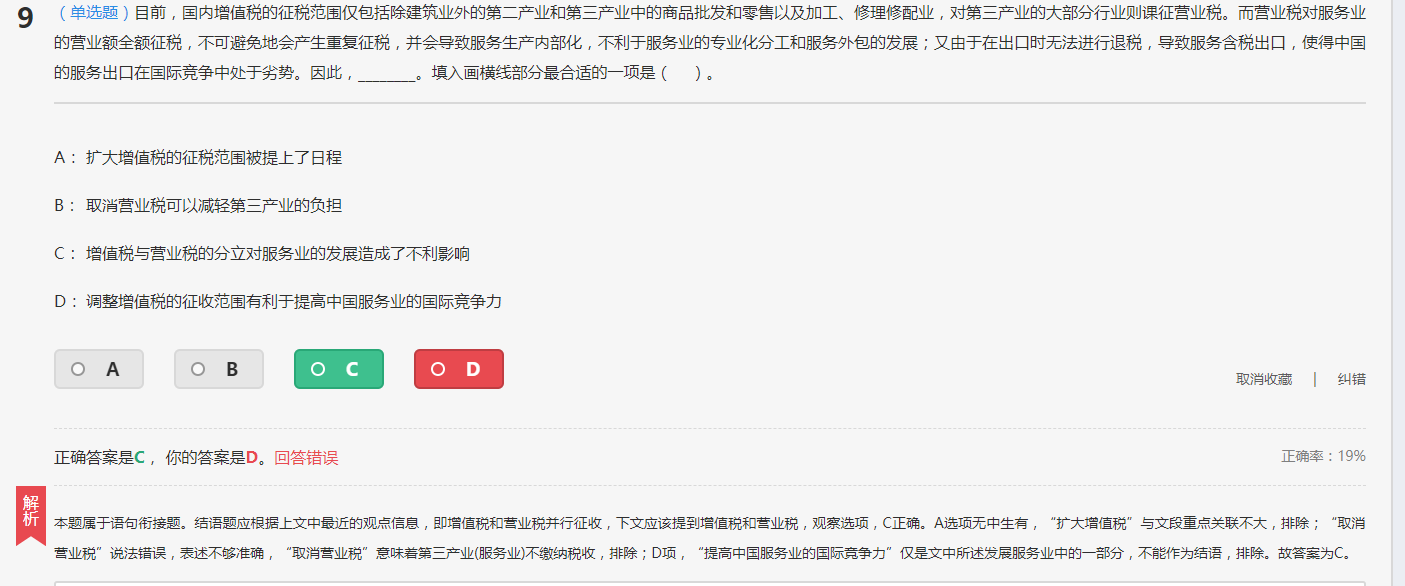 9 （单选题）目前，国内增值税的征税范围仅包括除建筑业外的第二产业和第三产业中的商品批发和零售以及加工、修理修配业，对第三产业的大部分行业则课征营业税。而营业税对服务业
的营业额全额征税，不可避免地会产生重复征税，并会导致服务生产内部化，不利于服务业的专业化分工和服务外包的发展；又由于在出口时无法进行退税，导致服务含税出口，使得中国
的服务出口在国际竞争中处于劣势。因此，________。填入画横线部分最合适的一项是（　　）。
A： 扩大增值税的征税范围被提上了日程
B： 取消营业税可以减轻第三产业的负担
C： 增值税与营业税的分立对服务业的发展造成了不利影响
D： 调整增值税的征收范围有利于提高中国服务业的国际竞争力
A B C D
取消收藏 | 纠错
正确答案是C， 你的答案是D。回答错误 正确率：19%
解析
本题属于语句衔接题。结语题应根据上文中最近的观点信息，即增值税和营业税并行征收，下文应该提到增值税和营业税，观察选项，C正确。A选项无中生有，“扩大增值税”与文段重点关联不大，排除；“取消
营业税”说法错误，表述不够准确，“取消营业税”意味着第三产业(服务业)不缴纳税收，排除；D项，“提高中国服务业的国际竞争力”仅是文中所述发展服务业中的一部分，不能作为结语，排除。故答案为C。